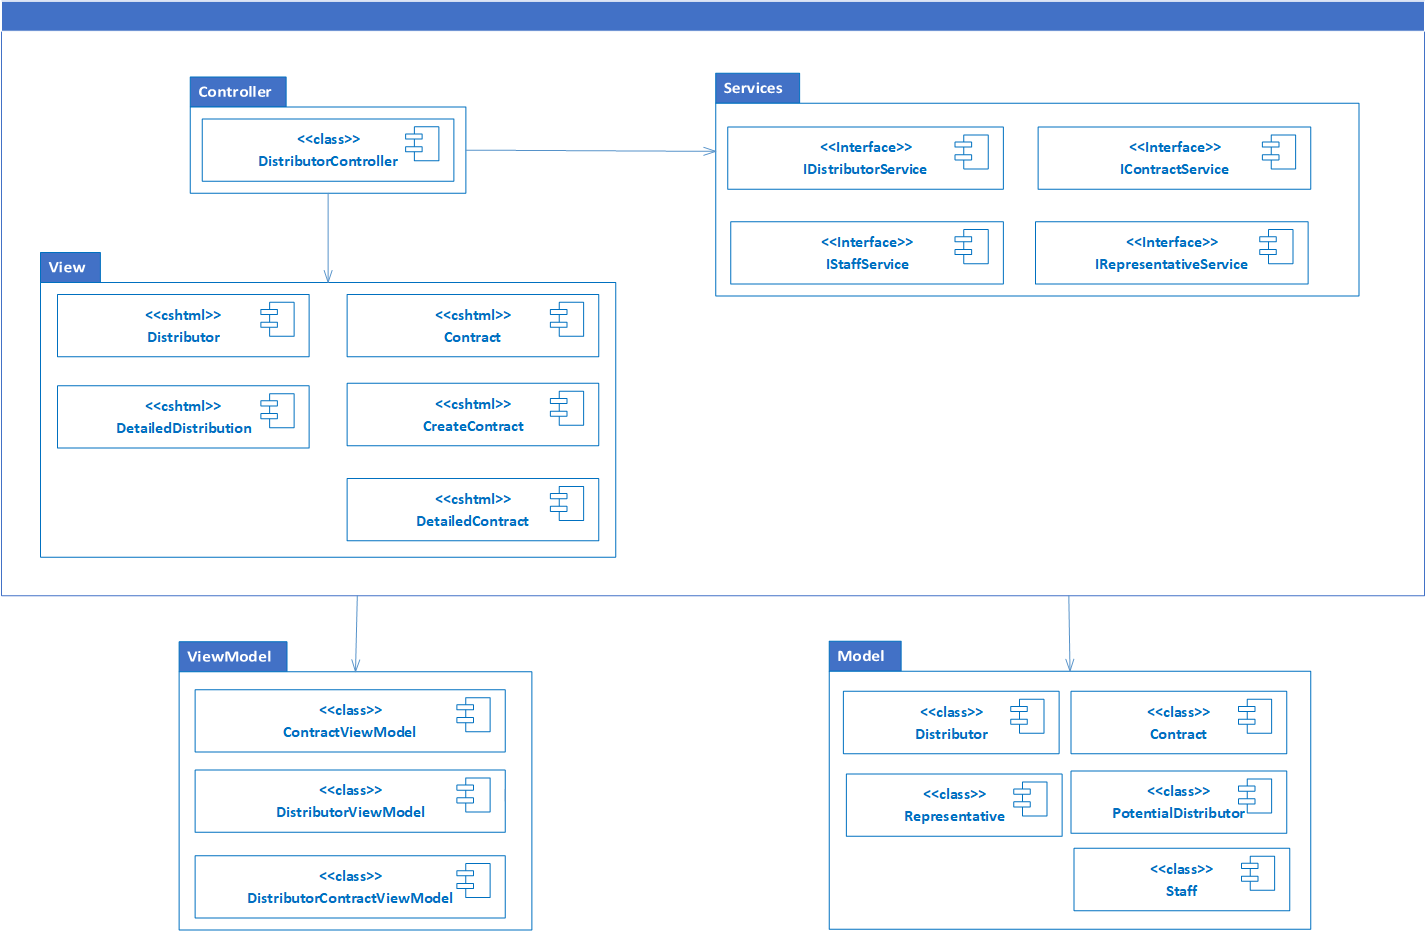 Controller
<<class>>
DistributorController
Services
<<Interface>>
IDistributorService
<<Interface>>
IContractService
<<Interface>>
IStaffService
<<Interface>>
IRepresentativeService
View
<<cshtml>>
Distributor
<<cshtml>>
Contract
<<cshtml>>
DetailedDistribution
<<cshtml>>
CreateContract
<<cshtml>>
DetailedContract
ViewModel
<<class>>
ContractViewModel
<<class>>
DistributorViewModel
<<class>>
DistributorContractViewModel
Model
<<class>>
Distributor
<<class>>
Contract
<<class>>
Representative
<<class>>
PotentialDistributor
<<class>>
Staff